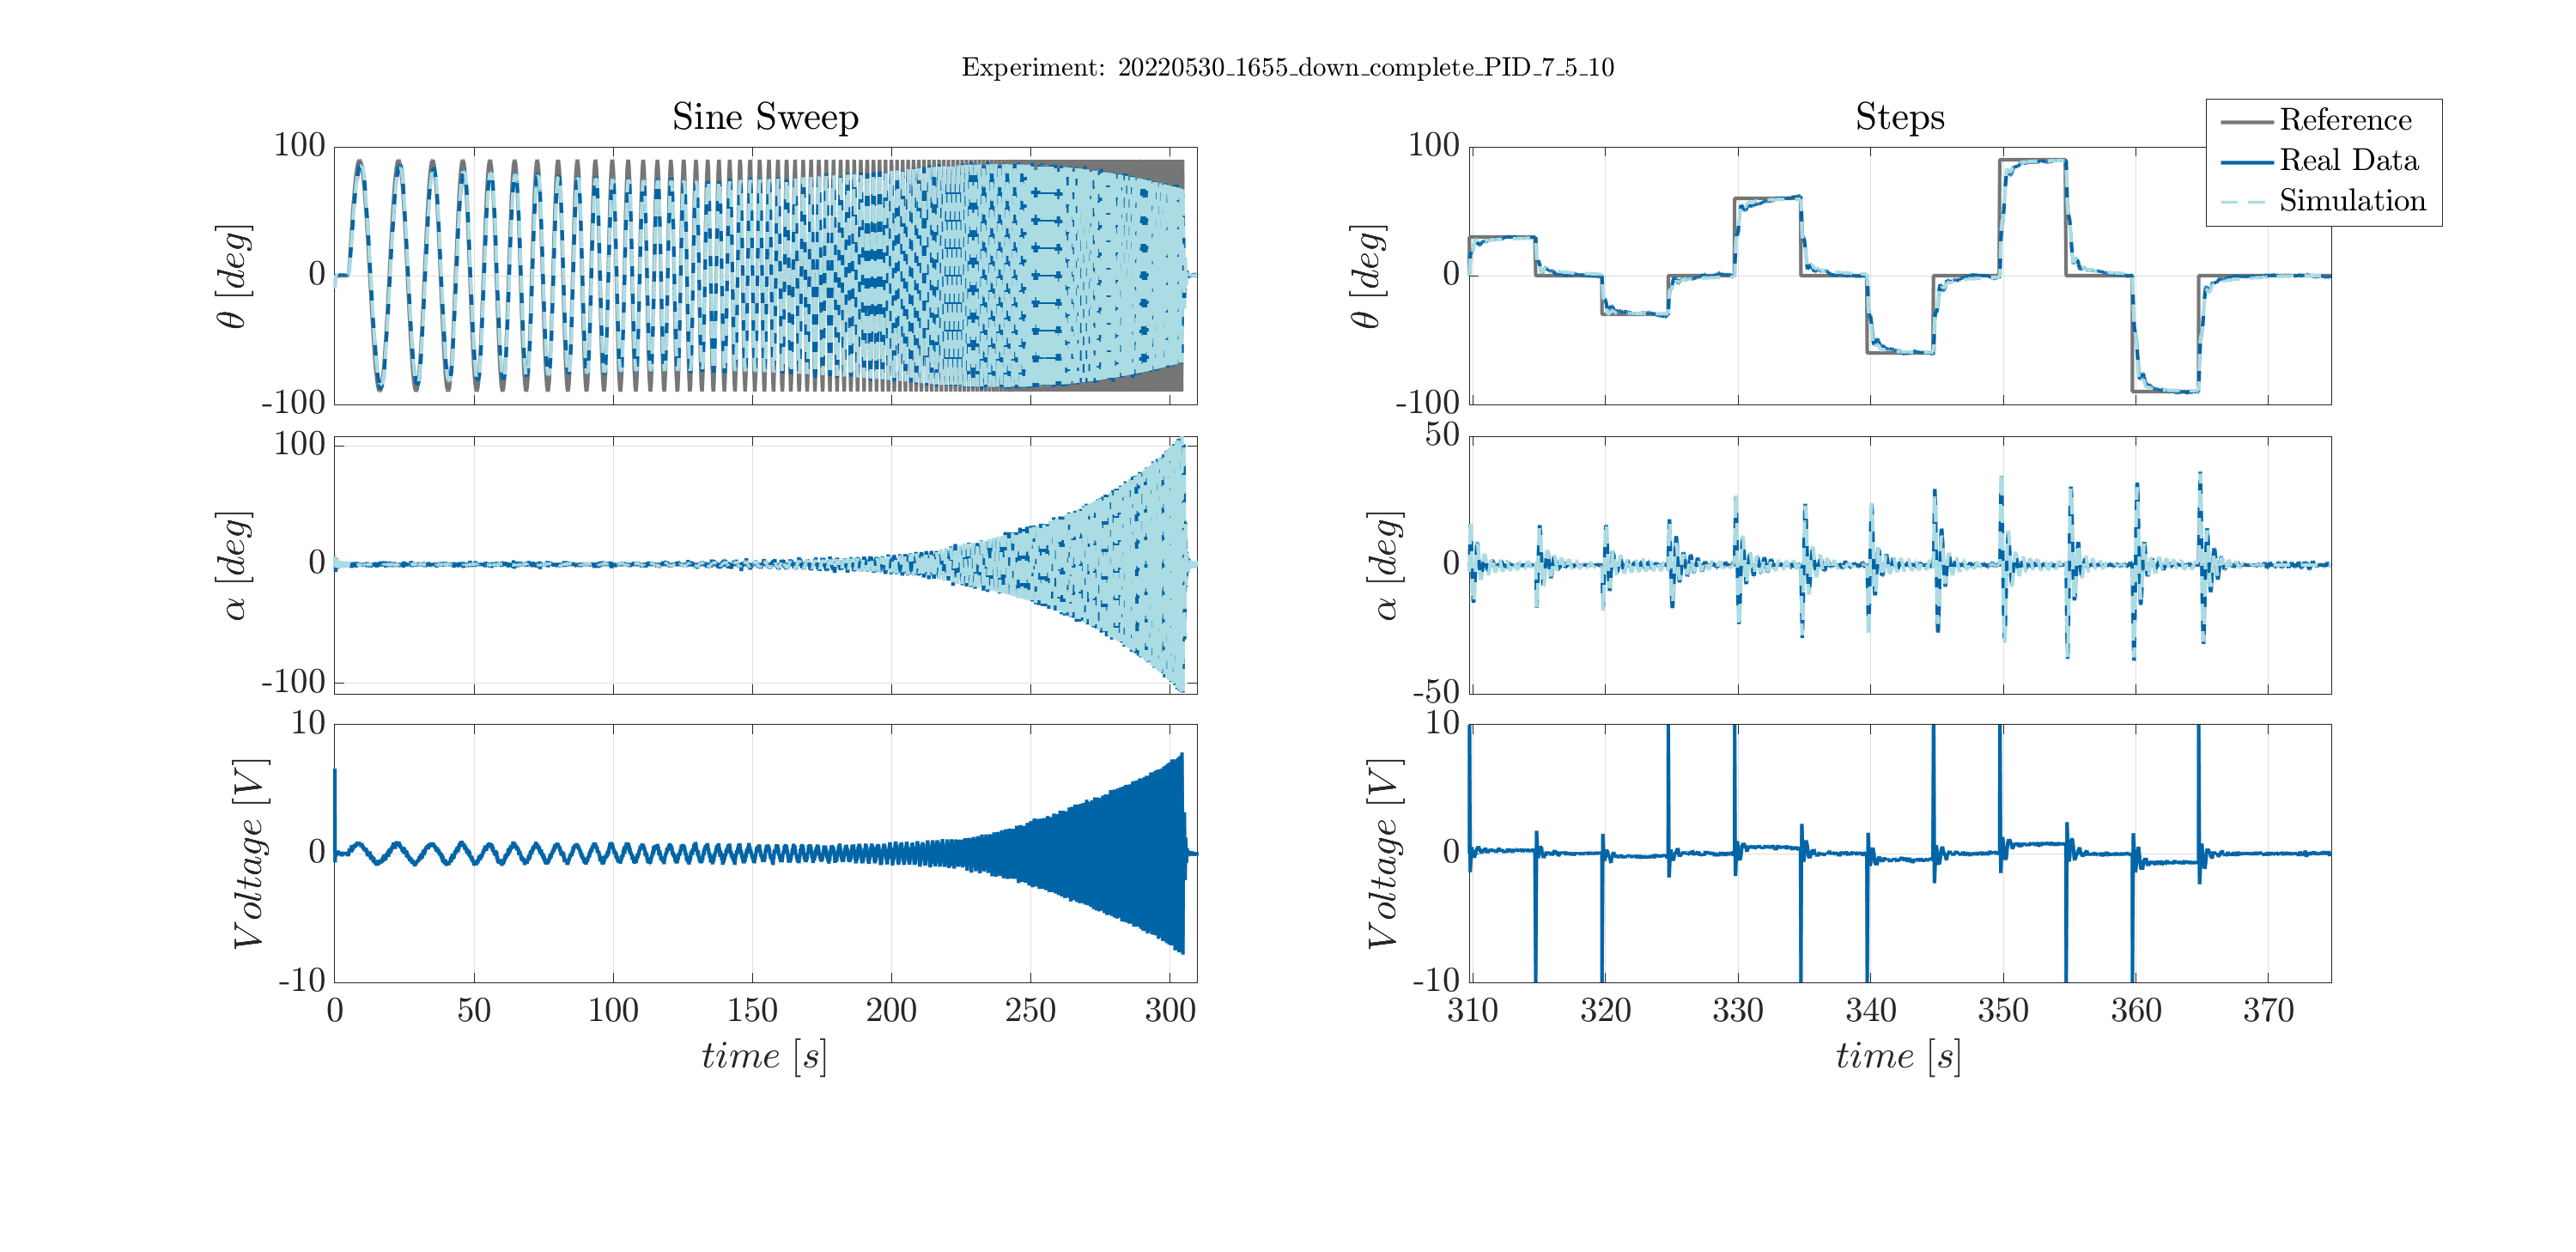 Experiment: 20220530_1655_down_complete_PID_7_5_10
Sine Sweep
100
0
-100
θ [deg]
100
0
-100
α [deg]
10
0
-10
Voltage [V]
0 50 100 150 200 250 300
time [s]
Steps
100
0
-100
θ [deg]
50
0
-50
α [deg]
10
0
-10
Voltage [V]
310 320 330 340 350 360 370
time [s]
Reference
Real Data
Simulation